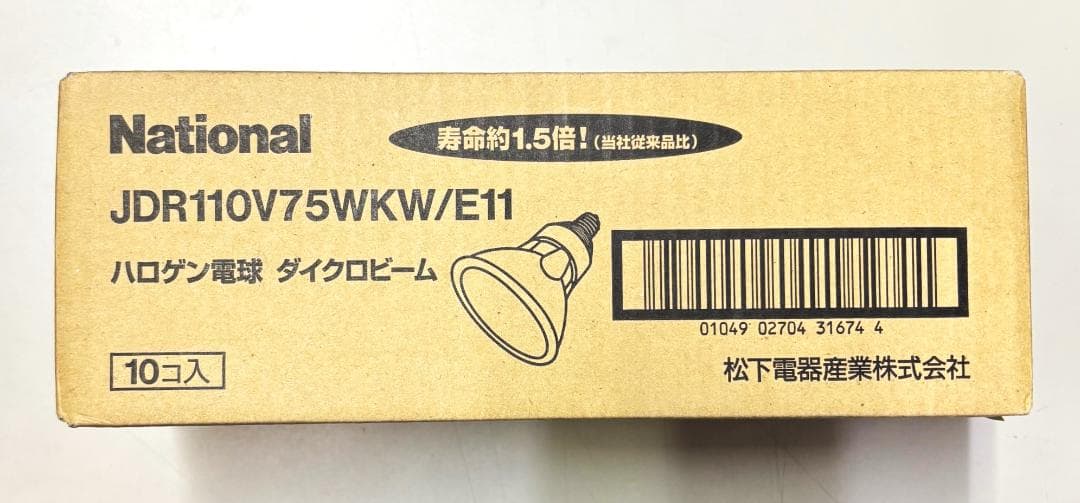 National
寿命約1.5倍!(当社従来品比)
JDR110V75WKW/E11
ハロゲン電球 ダイクロビーム
10コ入
01049 02704 31674 4
松下電器産業株式会社